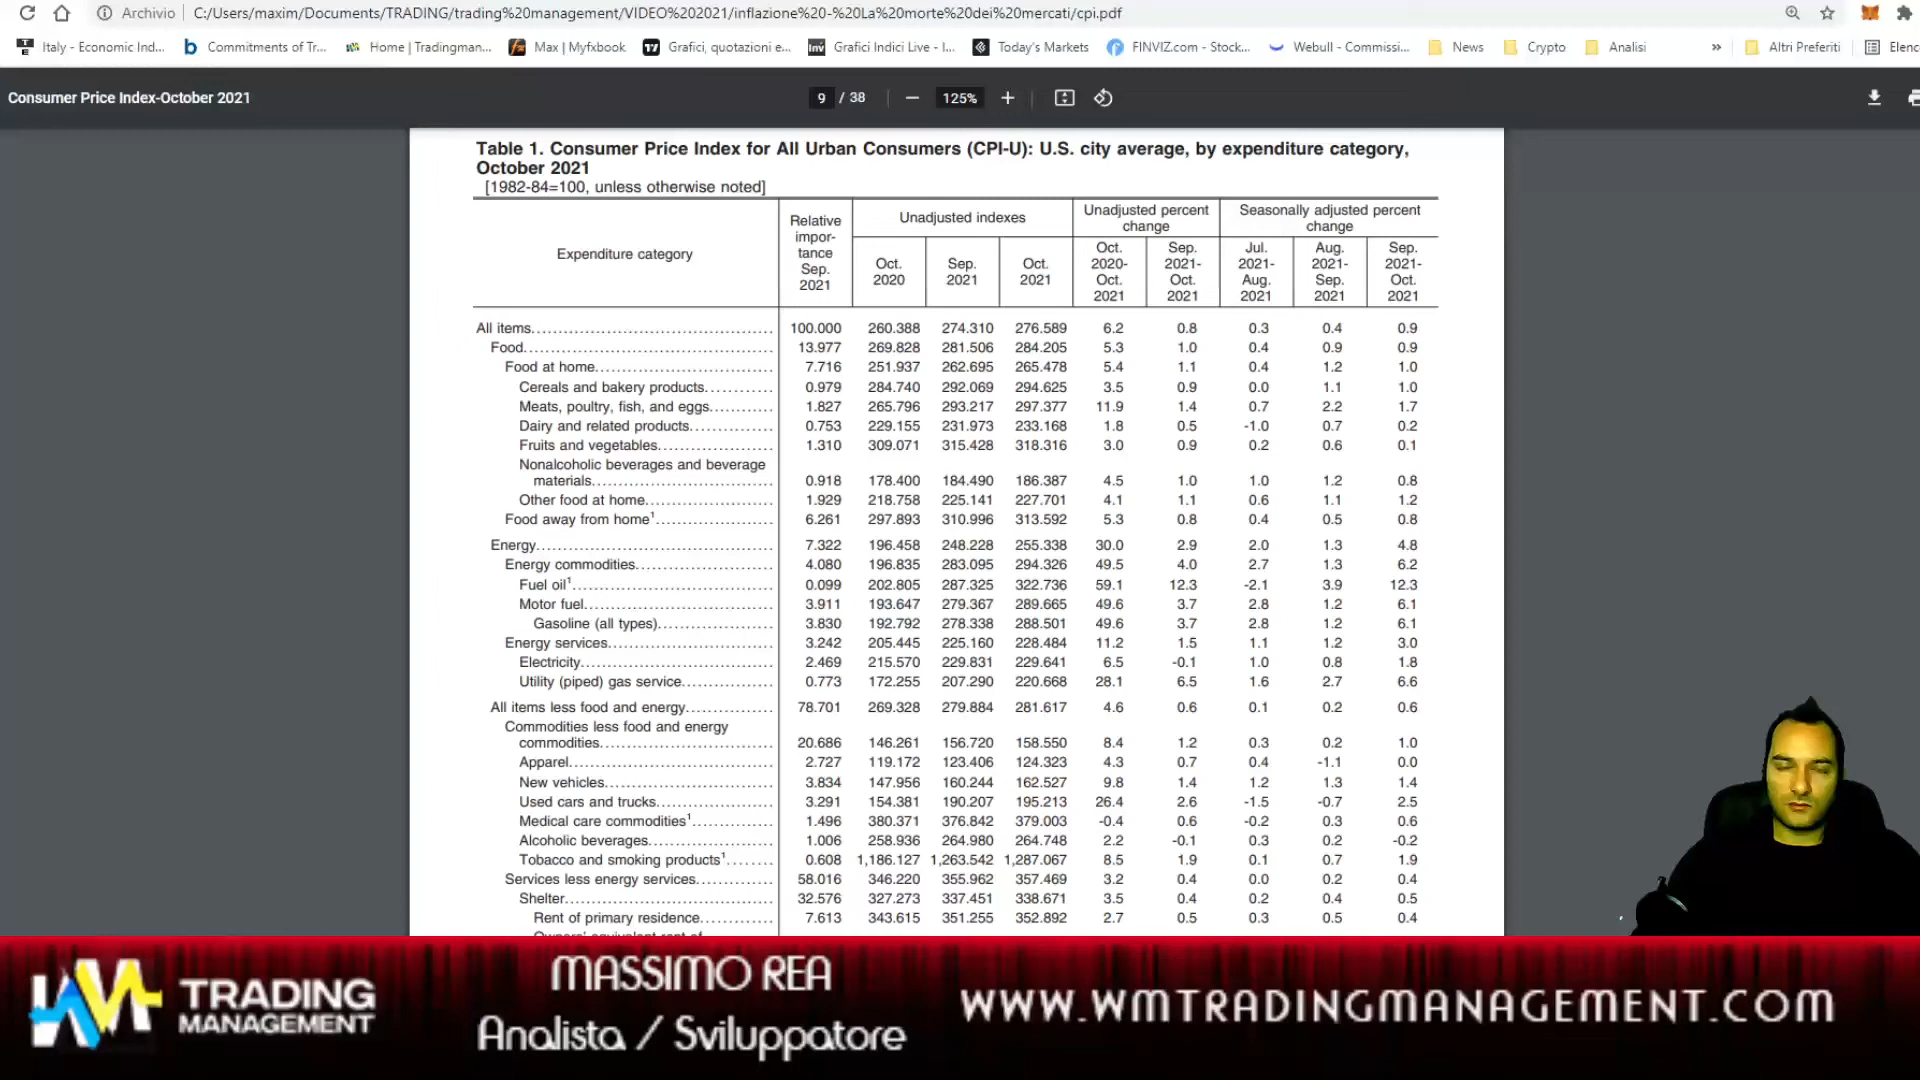 Archivio C:/Users/maxim/Documents/TRADING/trading%20management/VIDEO%202021/inflazione%20-%20La%20morte%20dei%20mercati/cpi.pdf
Italy - Economic Ind... Commitments of Tr... Home | Tradingman... Max | Myfxbook Grafici, quotazioni e... Grafici Indici Live - I... Today's Markets FINVIZ.com - Stock... Webull - Commissi... News Crypto Analisi » Altri Preferiti Elenc
Consumer Price Index-October 2021 9 / 38 125%
Table 1. Consumer Price Index for All Urban Consumers (CPI-U): U.S. city average, by expenditure category,
October 2021
[1982-84=100, unless otherwise noted]
Expenditure category
Relative
impor-
tance
Sep.
2021
Unadjusted indexes
Oct.
2020
Sep.
2021
Oct.
2021
Unadjusted percent
change
Oct.
2020-
Oct.
2021
Sep.
2021-
Oct.
2021
Seasonally adjusted percent
change
Jul.
2021-
Aug.
2021
Aug.
2021-
Sep.
2021
Sep.
2021-
Oct.
2021
All items 100.000 260.388 274.310 276.589 6.2 0.8 0.3 0.4 0.9
Food 13.977 269.828 281.506 284.205 5.3 1.0 0.4 0.9 0.9
Food at home 7.716 251.937 262.695 265.478 5.4 1.1 0.4 1.2 1.0
Cereals and bakery products 0.979 284.740 292.069 294.625 3.5 0.9 0.0 1.1 1.0
Meats, poultry, fish, and eggs 1.827 265.796 293.217 297.377 11.9 1.4 0.7 2.2 1.7
Dairy and related products 0.753 229.155 231.973 233.168 1.8 0.5 -1.0 0.7 0.2
Fruits and vegetables 1.310 309.071 315.428 318.316 3.0 0.9 0.2 0.6 0.1
Nonalcoholic beverages and beverage
materials 0.918 178.400 184.490 186.387 4.5 1.0 1.0 1.2 0.8
Other food at home 1.929 218.758 225.141 227.701 4.1 1.1 0.6 1.1 1.2
Food away from home¹ 6.261 297.893 310.996 313.592 5.3 0.8 0.4 0.5 0.8
Energy 7.322 196.458 248.228 255.338 30.0 2.9 2.0 1.3 4.8
Energy commodities 4.080 196.835 283.095 294.326 49.5 4.0 2.7 1.3 6.2
Fuel oil¹ 0.099 202.805 287.325 322.736 59.1 12.3 -2.1 3.9 12.3
Motor fuel 3.911 193.647 279.367 289.665 49.6 3.7 2.8 1.2 6.1
Gasoline (all types) 3.830 192.792 278.338 288.501 49.6 3.7 2.8 1.2 6.1
Energy services 3.242 205.445 225.160 228.484 11.2 1.5 1.1 1.2 3.0
Electricity 2.469 215.570 229.831 229.641 6.5 -0.1 1.0 0.8 1.8
Utility (piped) gas service 0.773 172.255 207.290 220.668 28.1 6.5 1.6 2.7 6.6
All items less food and energy 78.701 269.328 279.884 281.617 4.6 0.6 0.1 0.2 0.6
Commodities less food and energy
commodities 20.686 146.261 156.720 158.550 8.4 1.2 0.3 0.2 1.0
Apparel 2.727 119.172 123.406 124.323 4.3 0.7 0.4 -1.1 0.0
New vehicles 3.834 147.956 160.244 162.527 9.8 1.4 1.2 1.3 1.4
Used cars and trucks 3.291 154.381 190.207 195.213 26.4 2.6 -1.5 -0.7 2.5
Medical care commodities¹ 1.496 380.371 376.842 379.003 -0.4 0.6 -0.2 0.3 0.6
Alcoholic beverages 1.006 258.936 264.980 264.748 2.2 -0.1 0.3 0.2 -0.2
Tobacco and smoking products¹ 0.608 1,186.127 1,263.542 1,287.067 8.5 1.9 0.1 0.7 1.9
Services less energy services 58.016 346.220 355.962 357.469 3.2 0.4 0.0 0.2 0.4
Shelter 32.576 327.273 337.451 338.671 3.5 0.4 0.2 0.4 0.5
Rent of primary residence 7.613 343.615 351.255 352.892 2.7 0.5 0.3 0.5 0.4
TRADING
MANAGEMENT
MASSIMO REA
Analista / Sviluppatore
WWW.WMTRADINGMANAGEMENT.COM